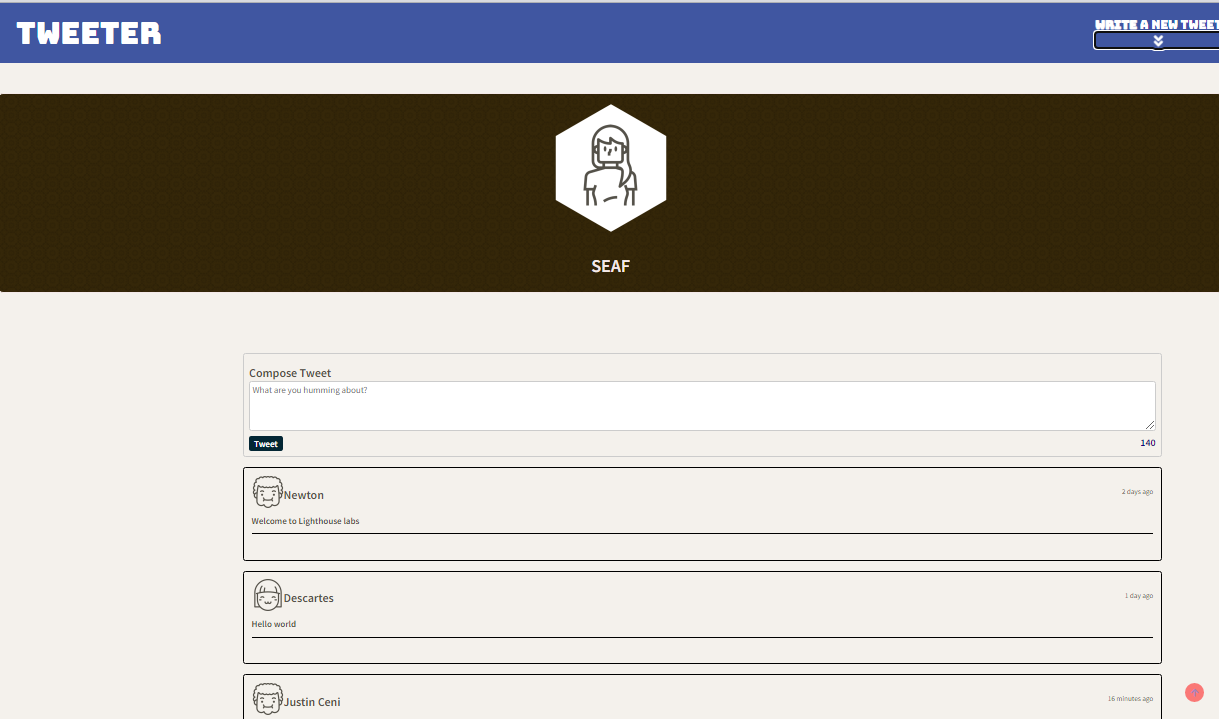 TWEETER
WRITE A NEW TWEET
SEAF
Compose Tweet
What are you humming about?
Tweet
140
Newton
2 days ago
Welcome to Lighthouse labs
Descartes
1 day ago
Hello world
Justin Ceni
16 minutes ago